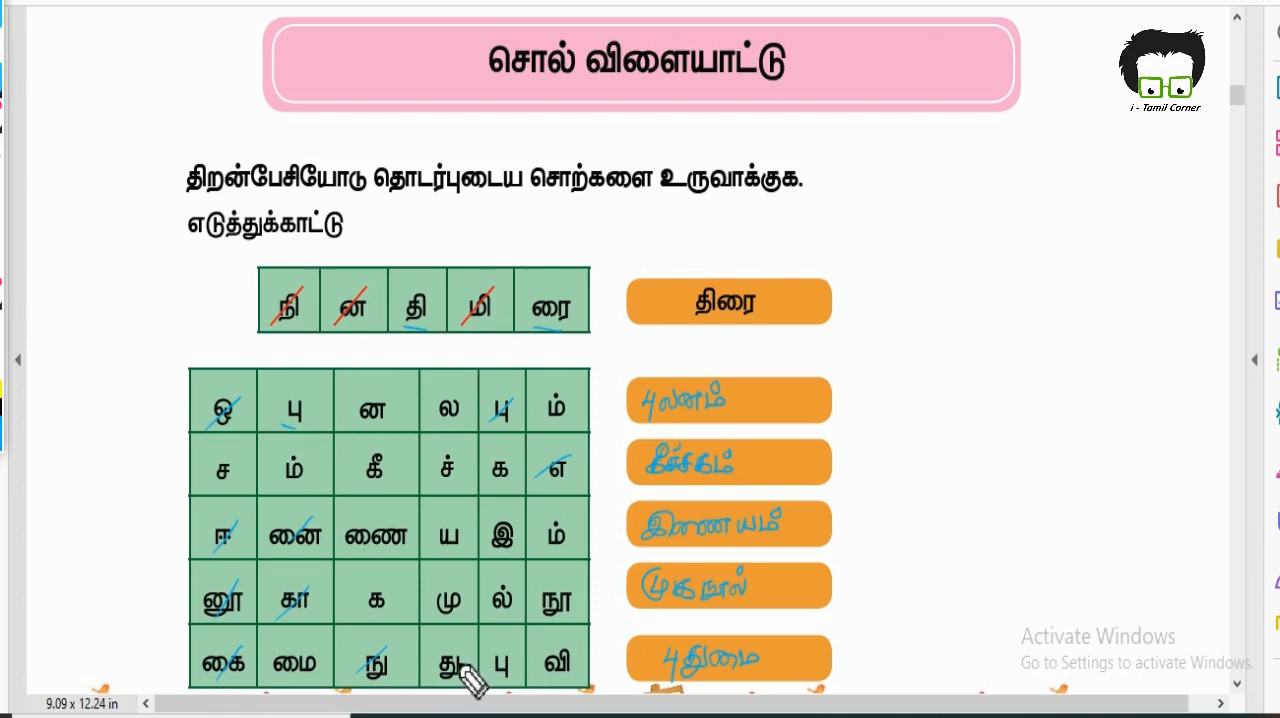 சொல் விளையாட்டு
i - Tamil Corner
திறன்பேசியோடு தொடர்புடைய சொற்களை உருவாக்குக.
எடுத்துக்காட்டு
நி ன தி மி ரை திரை
ஒ பு ன ல பு ம் புலனம்
ச ம் கீ ச் க எ கீச்சகம்
ஈ னை ணை ய இ ம் இணையம்
னூ கா க மு ல் நூ முகநூல்
கை மை நு து பு வி புதுமை
Activate Windows
Go to Settings to activate Windows.
9.09 x 12.24 in